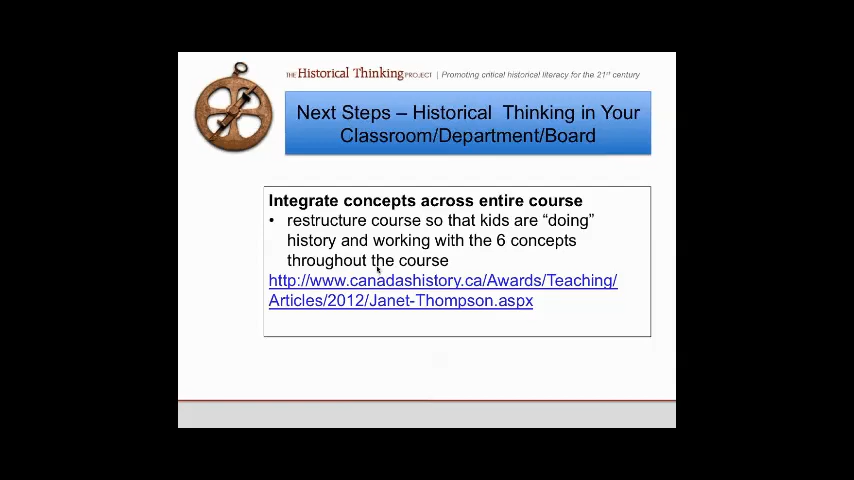 THE Historical Thinking PROJECT | Promoting critical historical literacy for the 21st century
Next Steps – Historical Thinking in Your
Classroom/Department/Board
Integrate concepts across entire course
• restructure course so that kids are “doing”
history and working with the 6 concepts
throughout the course
http://www.canadashistory.ca/Awards/Teaching/
Articles/2012/Janet-Thompson.aspx